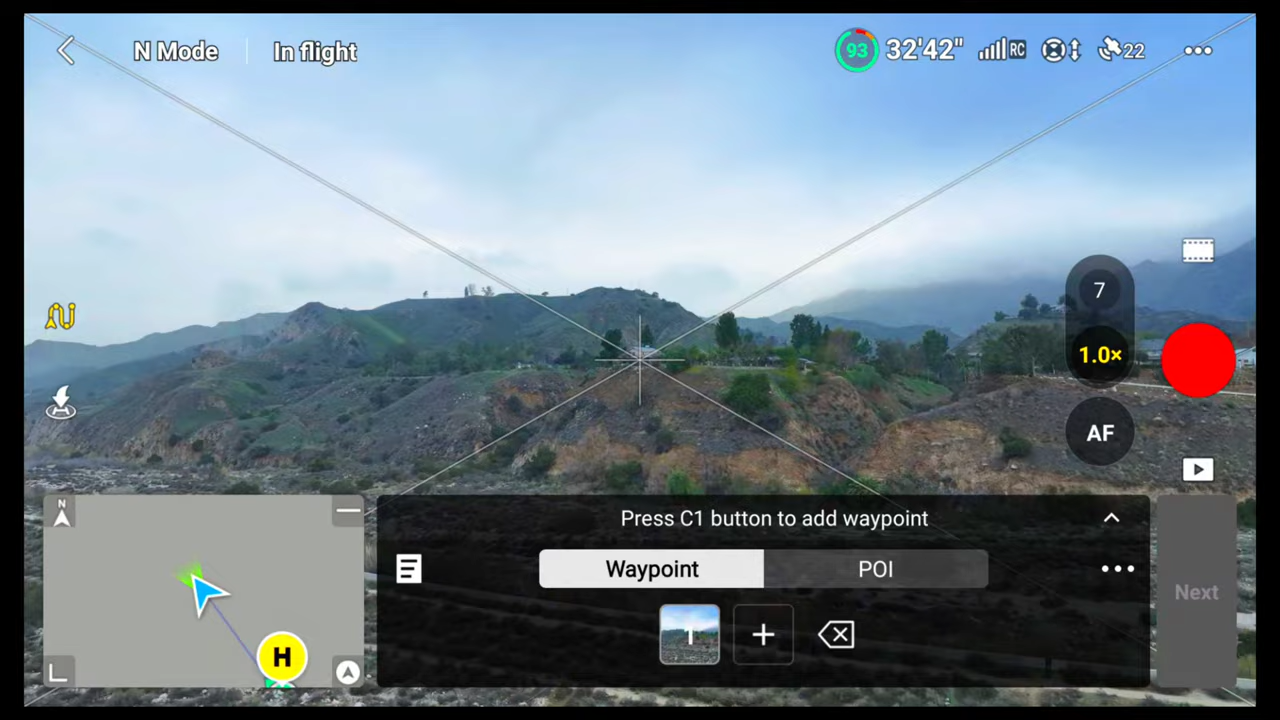 N Mode
In flight
93
32'42"
RC
22
7
1.0×
AF
N
Press C1 button to add waypoint
Waypoint
POI
Next
1
H